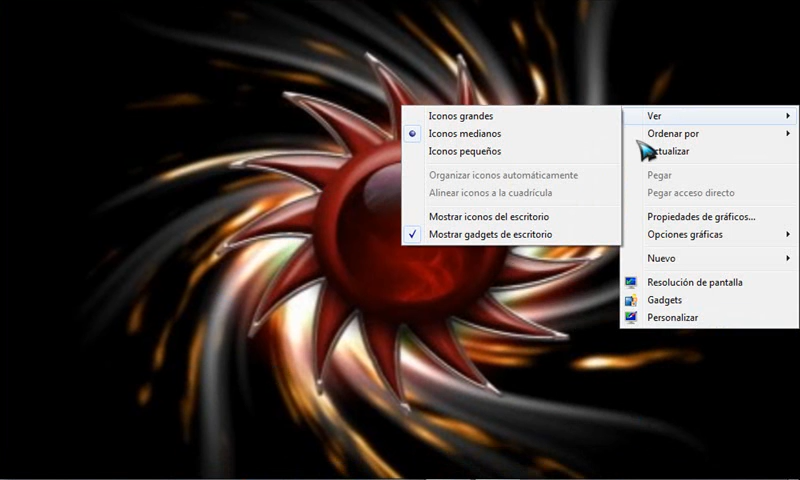 Iconos grandes
Iconos medianos
Iconos pequeños
Organizar iconos automáticamente
Alinear iconos a la cuadrícula
Mostrar iconos del escritorio
Mostrar gadgets de escritorio
Ver
Ordenar por
ctualizar
Pegar
Pegar acceso directo
Propiedades de gráficos...
Opciones gráficas
Nuevo
Resolución de pantalla
Gadgets
Personalizar